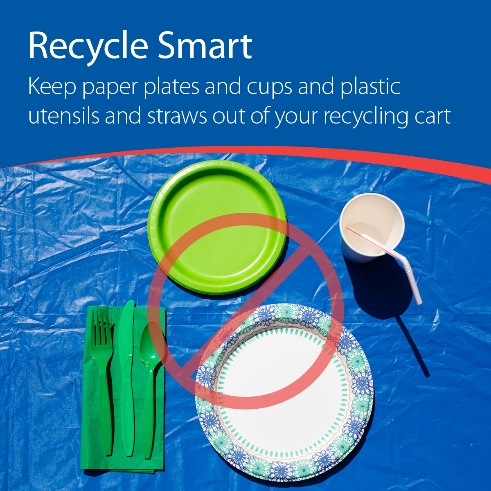 Recycle Smart
Keep paper plates and cups and plastic
utensils and straws out of your recycling cart